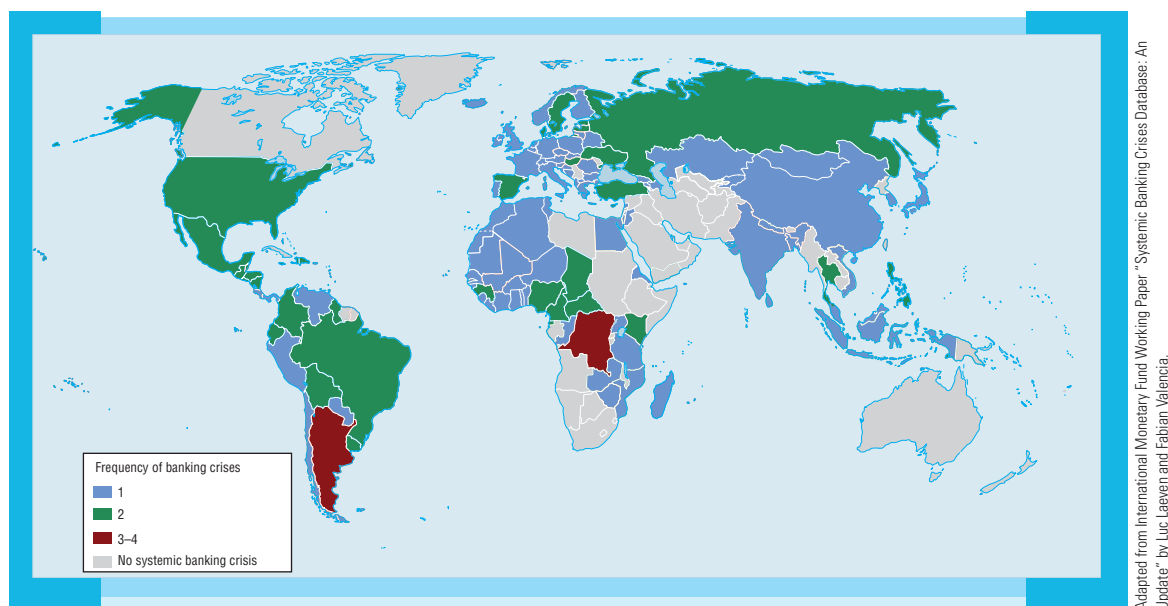 Frequency of banking crises
1
2
3–4
No systemic banking crisis
Adapted from International Monetary Fund Working Paper “Systemic Banking Crises Database: An
Update” by Luc Laeven and Fabian Valencia.